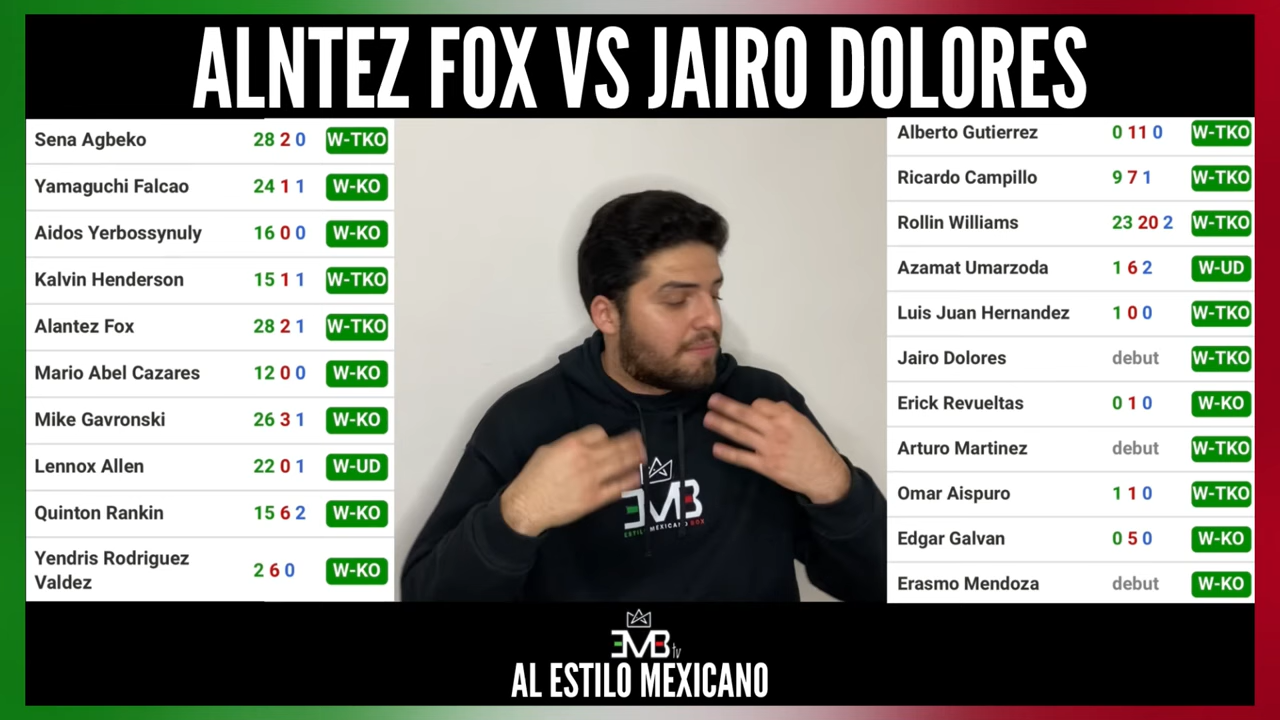 ALNTEZ FOX VS JAIRO DOLORES
Sena Agbeko 28 2 0 W-TKO
Yamaguchi Falcao 24 1 1 W-KO
Aidos Yerbossynuly 16 0 0 W-KO
Kalvin Henderson 15 1 1 W-TKO
Alantez Fox 28 2 1 W-TKO
Mario Abel Cazares 12 0 0 W-KO
Mike Gavronski 26 3 1 W-KO
Lennox Allen 22 0 1 W-UD
Quinton Rankin 15 6 2 W-KO
Yendris Rodriguez
Valdez 2 6 0 W-KO
EMB
ESTILO MEXICANO BOX
Alberto Gutierrez 0 11 0 W-TKO
Ricardo Campillo 9 7 1 W-TKO
Rollin Williams 23 20 2 W-TKO
Azamat Umarzoda 1 6 2 W-UD
Luis Juan Hernandez 1 0 0 W-TKO
Jairo Dolores debut W-TKO
Erick Revueltas 0 1 0 W-KO
Arturo Martinez debut W-TKO
Omar Aispuro 1 1 0 W-TKO
Edgar Galvan 0 5 0 W-KO
Erasmo Mendoza debut W-KO
EMB tv
AL ESTILO MEXICANO